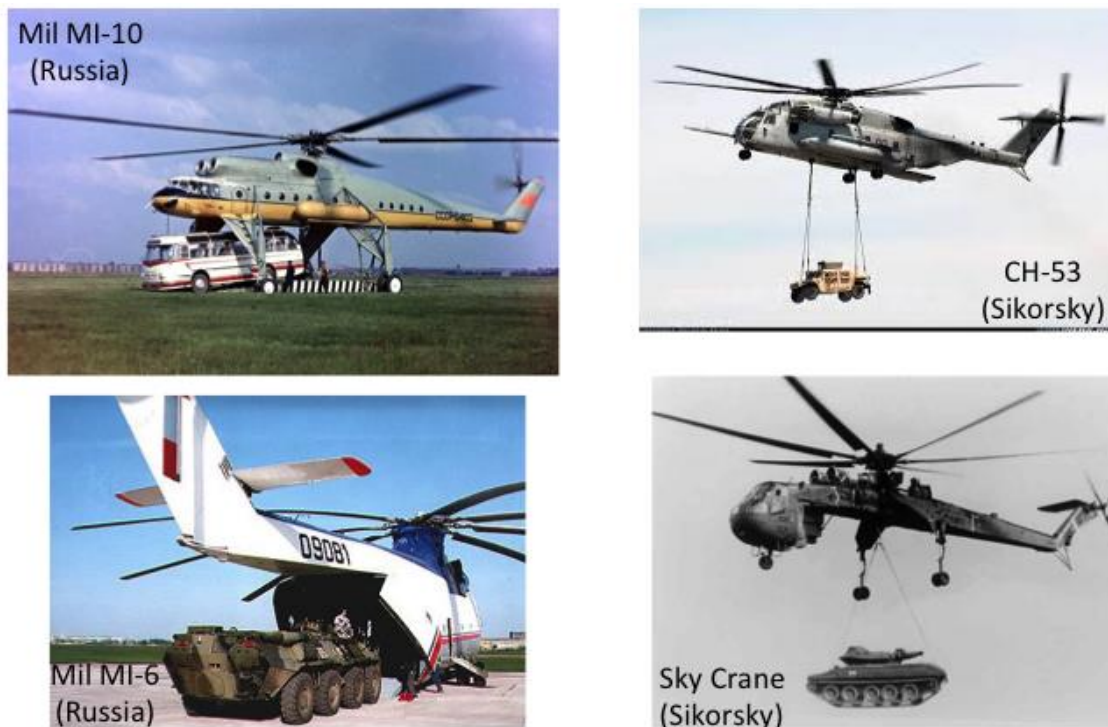 Mil MI-10
(Russia)
CH-53
(Sikorsky)
09081
Mil MI-6
(Russia)
Sky Crane
(Sikorsky)